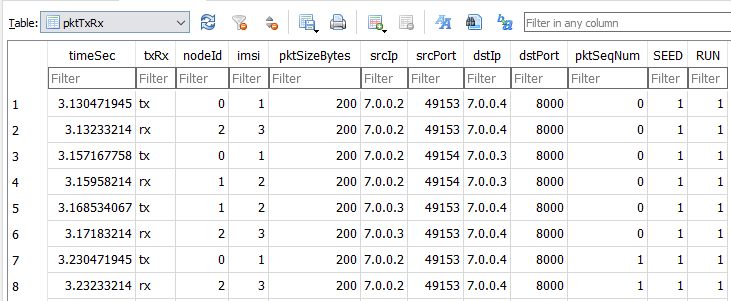 Table: pktTxRx Filter in any column
timeSec txRx nodeId imsi pktSizeBytes srcIp srcPort dstIp dstPort pktSeqNum SEED RUN
Filter Filter Filter Filter Filter Filter Filter Filter Filter Filter Filter Filter
1 3.130471945 tx 0 1 200 7.0.0.2 49153 7.0.0.4 8000 0 1 1
2 3.13233214 rx 2 3 200 7.0.0.2 49153 7.0.0.4 8000 0 1 1
3 3.157167758 tx 0 1 200 7.0.0.2 49154 7.0.0.3 8000 0 1 1
4 3.15958214 rx 1 2 200 7.0.0.2 49154 7.0.0.3 8000 0 1 1
5 3.168534067 tx 1 2 200 7.0.0.3 49153 7.0.0.4 8000 0 1 1
6 3.17183214 rx 2 3 200 7.0.0.3 49153 7.0.0.4 8000 0 1 1
7 3.230471945 tx 0 1 200 7.0.0.2 49153 7.0.0.4 8000 1 1 1
8 3.23233214 rx 2 3 200 7.0.0.2 49153 7.0.0.4 8000 1 1 1